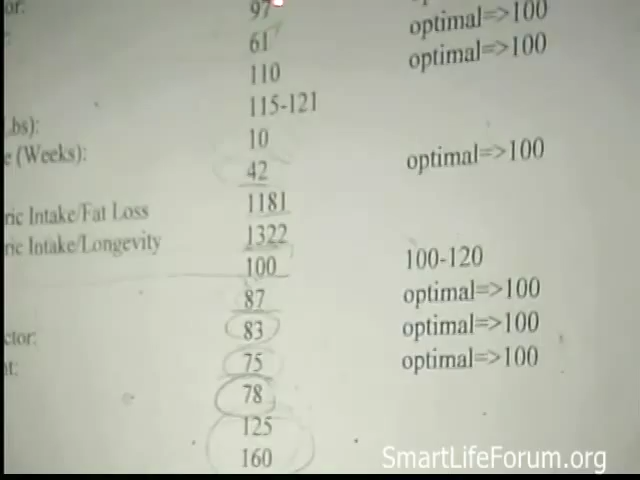 or: 97 optimal=>100
61 optimal=>100
110
115-121
bs):
10
e (Weeks):
42 optimal=>100
ric Intake/Fat Loss 1181
ric Intake/Longevity 1322
100 100-120
87 optimal=>100
ctor: 83 optimal=>100
t: 75 optimal=>100
78
125
160
SmartLifeForum.org